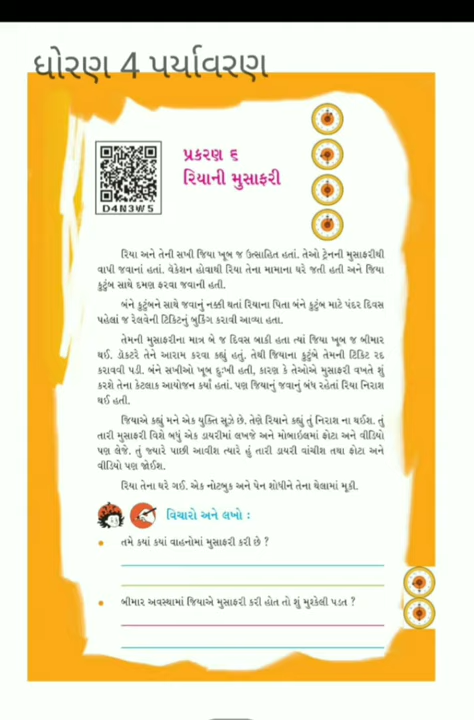 ધોરણ 4 પર્યાવરણ
પ્રકરણ ૬
રિયાની મુસાફરી
D4N3W5
રિયા અને તેની સખી જિયા ખૂબ જ ઉત્સાહિત હતાં. તેઓ ટ્રેનની મુસાફરીથી
વાપી જવાનાં હતાં. વેકેશન હોવાથી રિયા તેના મામાના ઘરે જતી હતી અને જિયા
કુટુંબ સાથે દમણ ફરવા જવાની હતી.
બંને કુટુંબને સાથે જવાનું નક્કી થતાં રિયાના પિતા બંને કુટુંબ માટે પંદર દિવસ
પહેલાં જ રેલવેની ટિકિટનું બુકિંગ કરાવી આવ્યા હતા.
તેમની મુસાફરીના માત્ર બે જ દિવસ બાકી હતા ત્યાં જિયા ખૂબ જ બીમાર
થઈ. ડૉકટરે તેને આરામ કરવા કહ્યું હતું. તેથી જિયાના કુટુંબે તેમની ટિકિટ રદ
કરાવવી પડી. બંને સખીઓ ખૂબ દુઃખી હતી, કારણ કે તેઓએ મુસાફરી વખતે શું
કરશે તેના કેટલાક આયોજન કર્યાં હતાં. પણ જિયાનું જવાનું બંધ રહેતાં રિયા નિરાશ
થઈ હતી.
જિયાએ કહ્યું મને એક યુક્તિ સૂઝે છે. તેણે રિયાને કહ્યું તું નિરાશ ના થઈશ. તું
તારી મુસાફરી વિશે બધું એક ડાયરીમાં લખજે અને મોબાઇલમાં ફોટા અને વીડિયો
પણ લેજે. તું જ્યારે પાછી આવીશ ત્યારે હું તારી ડાયરી વાંચીશ તથા ફોટા અને
વીડિયો પણ જોઈશ.
રિયા તેના ઘરે ગઈ. એક નોટબુક અને પેન શોધીને તેના થેલામાં મૂકી.
વિચારો અને લખો :
• તમે કયાં કયાં વાહનોમાં મુસાફરી કરી છે ?
• બીમાર અવસ્થામાં જિયાએ મુસાફરી કરી હોત તો શું મુશ્કેલી પડત ?